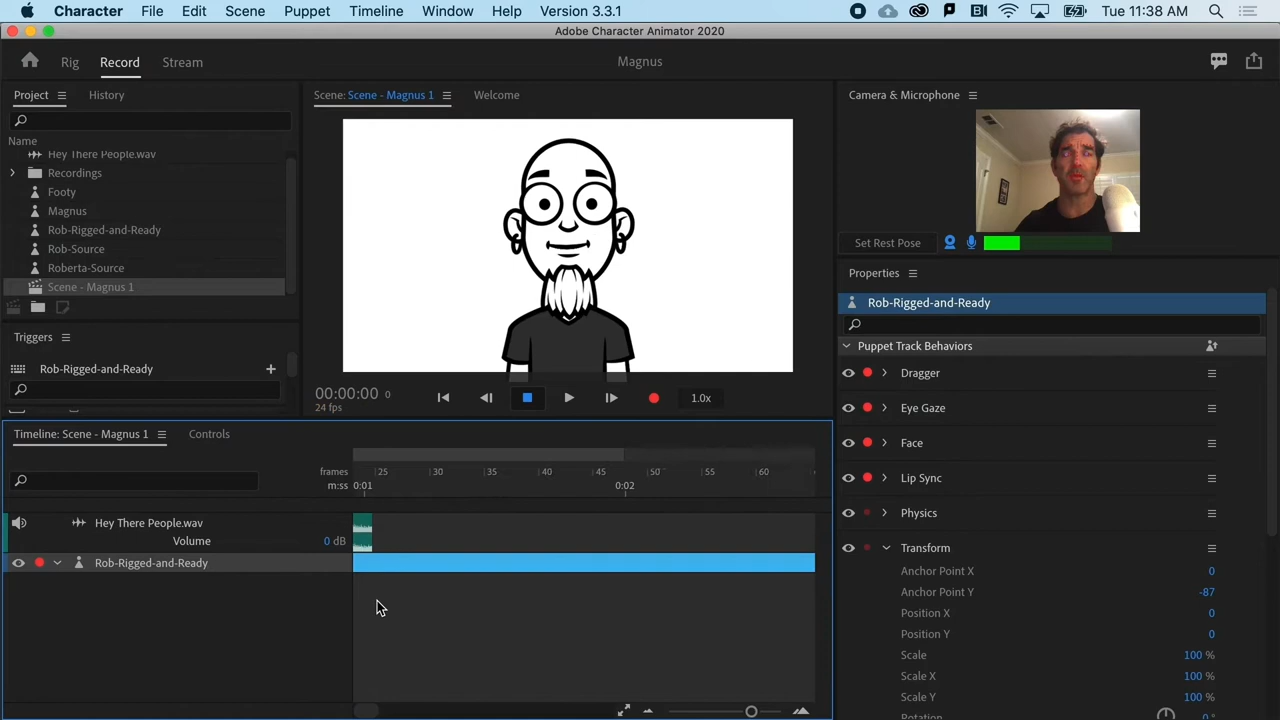 Character File Edit Scene Puppet Timeline Window Help Version 3.3.1 Tue 11:38 AM
Adobe Character Animator 2020
Rig Record Stream Magnus
Project History
Name
Hey There People.wav
Recordings
Footy
Magnus
Rob-Rigged-and-Ready
Rob-Source
Roberta-Source
Scene - Magnus 1
Triggers
Rob-Rigged-and-Ready
Scene: Scene - Magnus 1 Welcome
00:00:00 0
24 fps
1.0x
Camera & Microphone
Set Rest Pose
Properties
Rob-Rigged-and-Ready
Puppet Track Behaviors
Dragger
Eye Gaze
Face
Lip Sync
Physics
Transform
Anchor Point X 0
Anchor Point Y -87
Position X 0
Position Y 0
Scale 100 %
Scale X 100 %
Scale Y 100 %
Rotation 0 °
Timeline: Scene - Magnus 1 Controls
frames 25 30 35 40 45 50 55 60
m:ss 0:01 0:02
Hey There People.wav
Volume 0 dB
Rob-Rigged-and-Ready